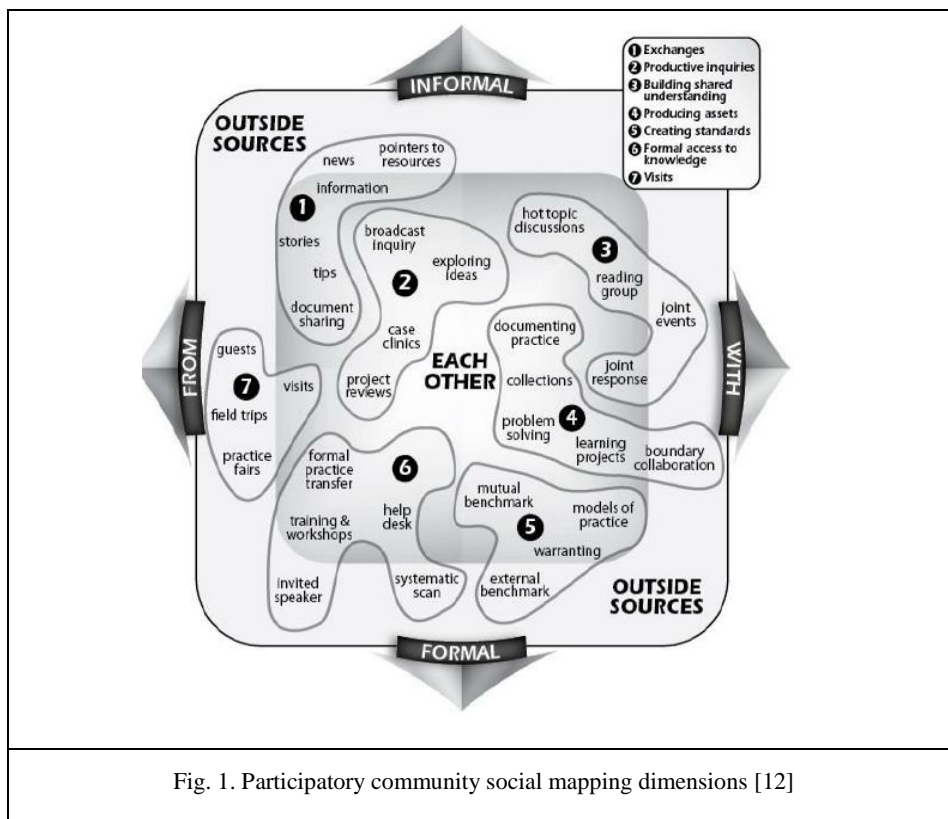 INFORMAL
❶ Exchanges
❷ Productive inquiries
❸ Building shared
understanding
❹ Producing assets
❺ Creating standards
❻ Formal access to
knowledge
❼ Visits
OUTSIDE
SOURCES
news
pointers to
resources
information
1
stories
tips
document
sharing
broadcast
inquiry
2
exploring
Ideas
case
clinics
project
reviews
hot topic
discussions
3
reading
group
joint
events
joint
response
FROM
EACH
OTHER
WITH
documenting
practice
collections
problem
solving
4
learning
projects
boundary
collaboration
guests
7
visits
field trips
practice
fairs
formal
practice
transfer
6
help
desk
training &
workshops
invited
speaker
systematic
scan
mutual
benchmark
5
models of
practice
warranting
external
benchmark
OUTSIDE
SOURCES
FORMAL
Fig. 1. Participatory community social mapping dimensions [12]